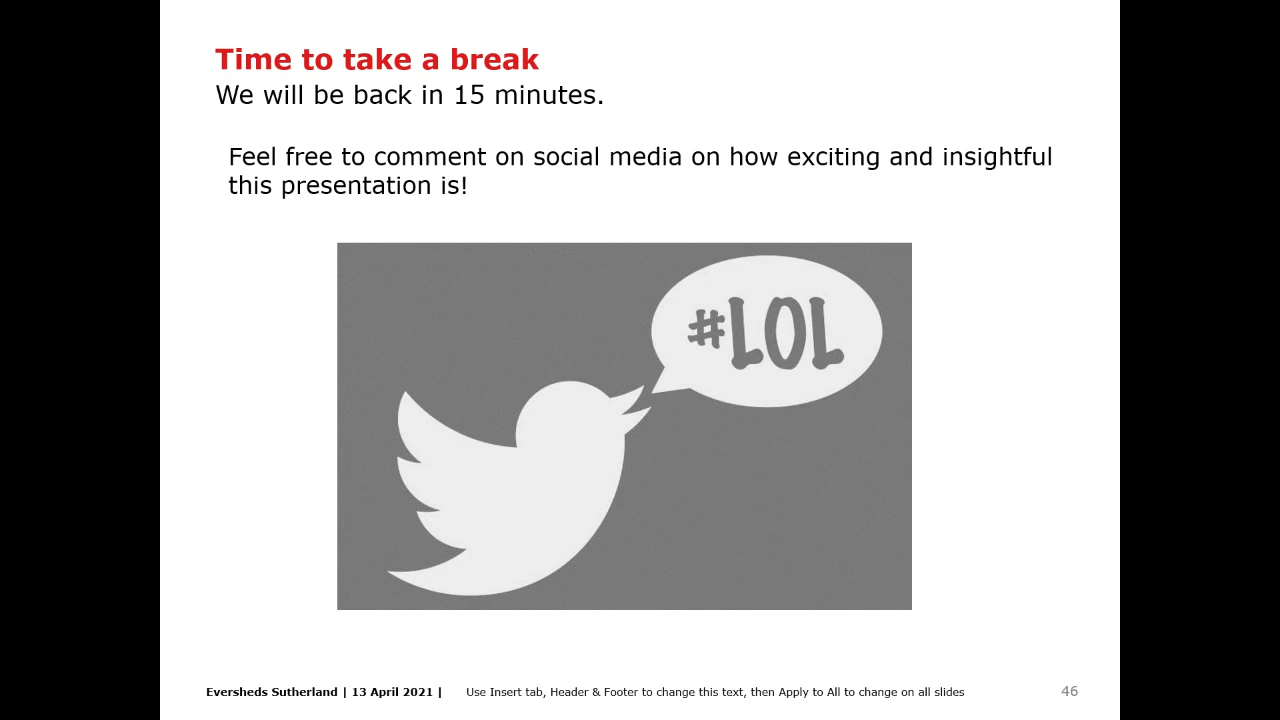 Time to take a break
We will be back in 15 minutes.
Feel free to comment on social media on how exciting and insightful
this presentation is!
#LOL
Eversheds Sutherland | 13 April 2021 | Use Insert tab, Header & Footer to change this text, then Apply to All to change on all slides 46